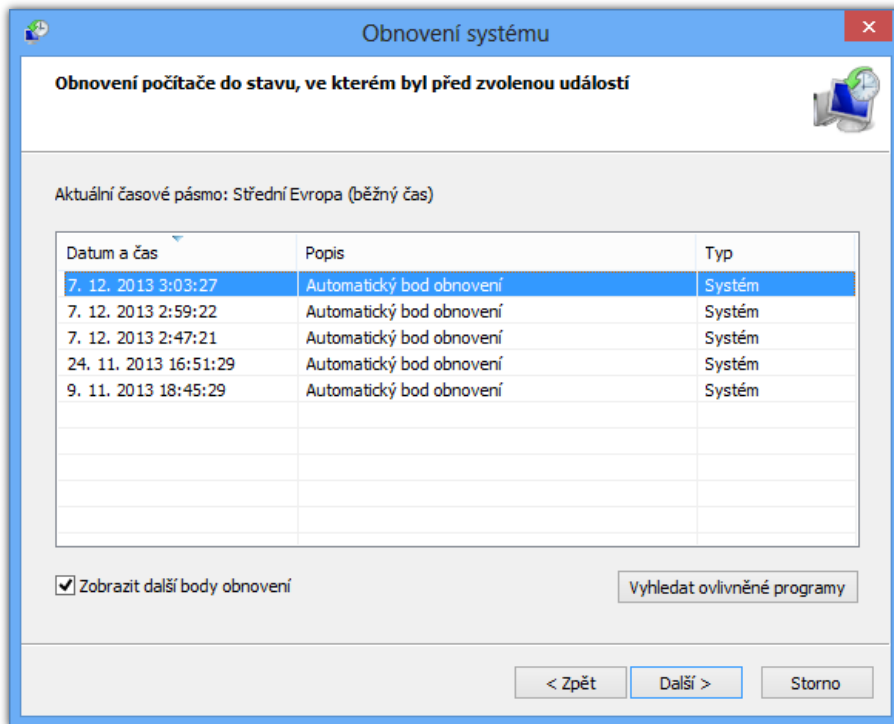 Obnovení systému
Obnovení počítače do stavu, ve kterém byl před zvolenou událostí
Aktuální časové pásmo: Střední Evropa (běžný čas)
Datum a čas Popis Typ
7. 12. 2013 3:03:27 Automatický bod obnovení Systém
7. 12. 2013 2:59:22 Automatický bod obnovení Systém
7. 12. 2013 2:47:21 Automatický bod obnovení Systém
24. 11. 2013 16:51:29 Automatický bod obnovení Systém
9. 11. 2013 18:45:29 Automatický bod obnovení Systém
Zobrazit další body obnovení Vyhledat ovlivněné programy
< Zpět Další > Storno